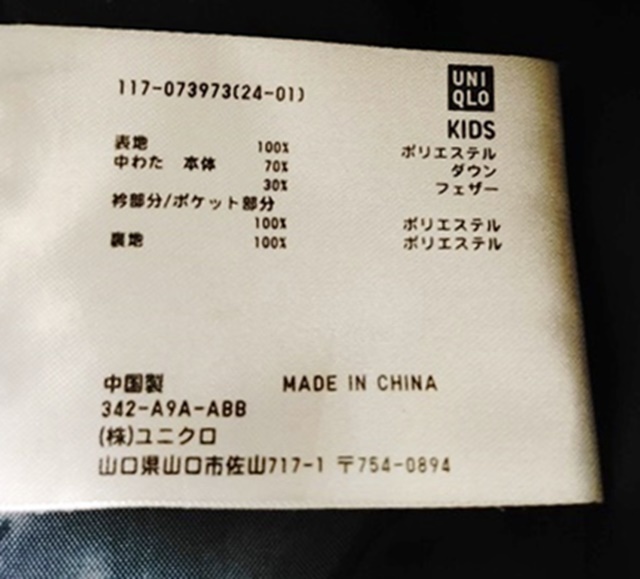 117-073973(24-01)
UNI
QLO
KIDS
表地 100% ポリエステル
中わた 本体 70% ダウン
30% フェザー
衿部分/ポケット部分
100% ポリエステル
裏地 100% ポリエステル
中国製 MADE IN CHINA
342-A9A-ABB
(株)ユニクロ
山口県山口市佐山717-1 〒754-0894